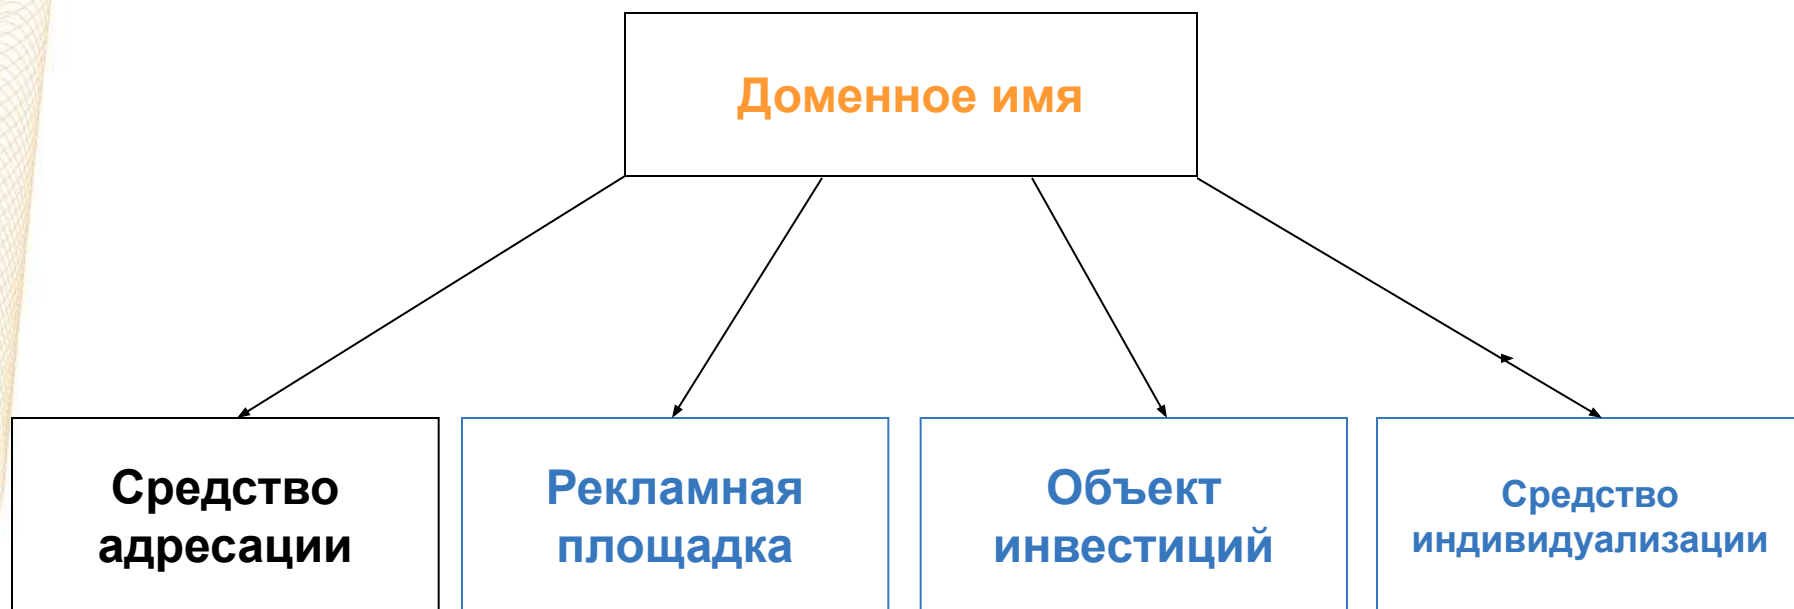 Доменное имя
Средство
адресации
Рекламная
площадка
Объект
инвестиций
Средство
индивидуализации